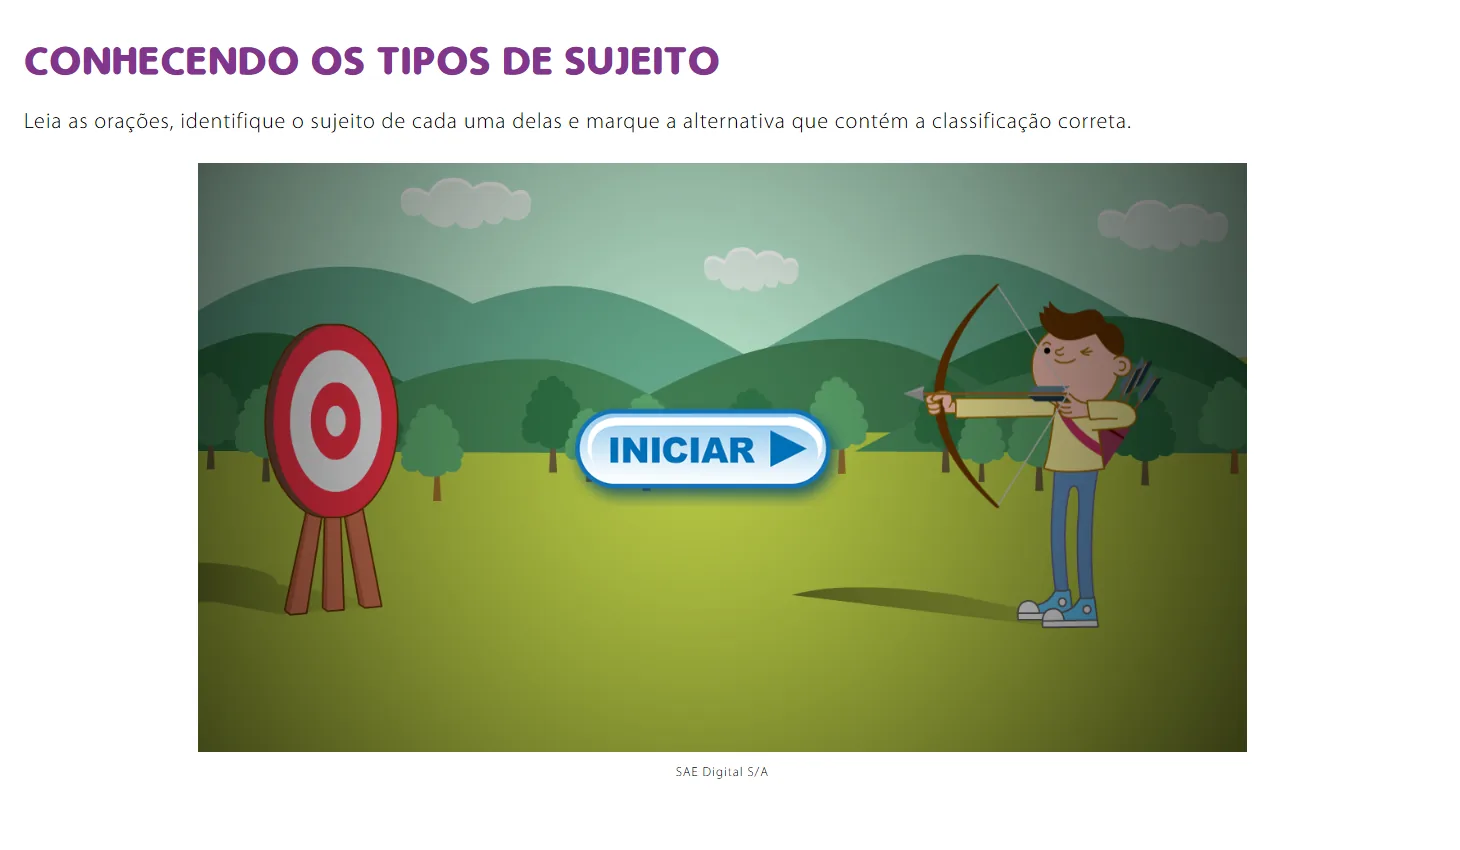 CONHECENDO OS TIPOS DE SUJEITO
Leia as orações, identifique o sujeito de cada uma delas e marque a alternativa que contém a classificação correta.
INICIAR
SAE Digital S/A